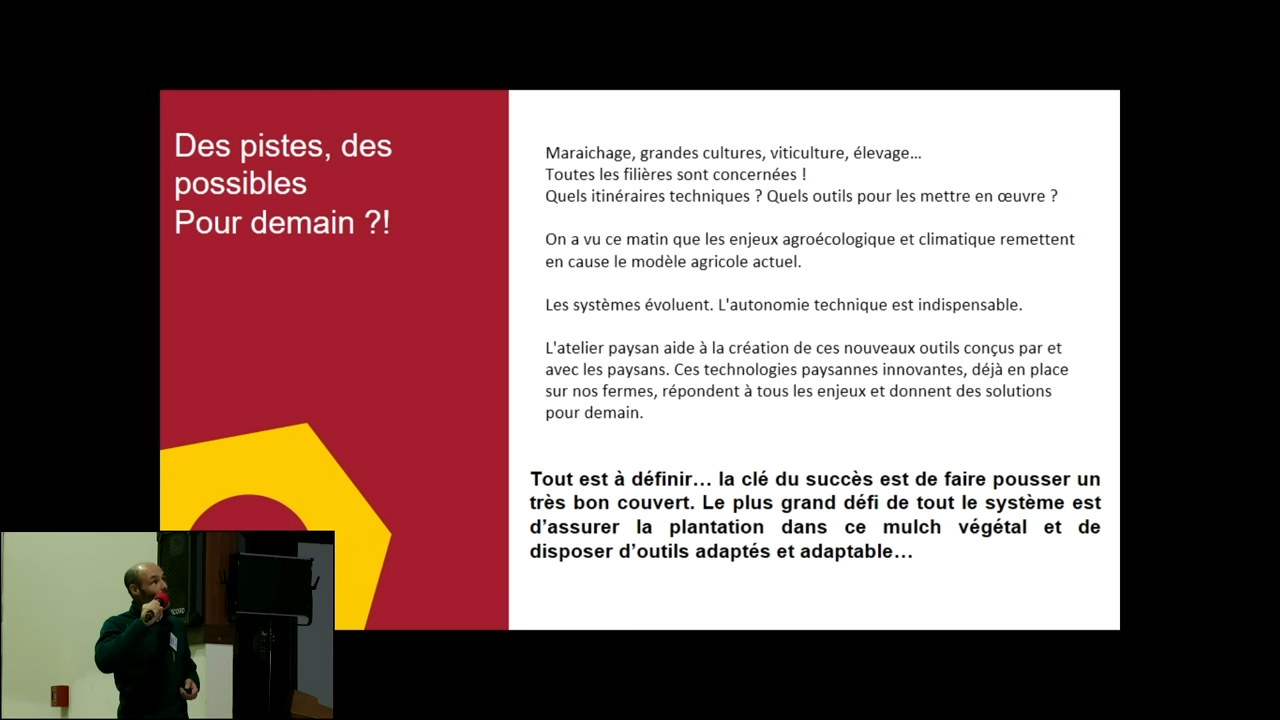 Des pistes, des
possibles
Pour demain ?!
Maraichage, grandes cultures, viticulture, élevage…
Toutes les filières sont concernées !
Quels itinéraires techniques ? Quels outils pour les mettre en œuvre ?
On a vu ce matin que les enjeux agroécologique et climatique remettent
en cause le modèle agricole actuel.
Les systèmes évoluent. L'autonomie technique est indispensable.
L'atelier paysan aide à la création de ces nouveaux outils conçus par et
avec les paysans. Ces technologies paysannes innovantes, déjà en place
sur nos fermes, répondent à tous les enjeux et donnent des solutions
pour demain.
Tout est à définir… la clé du succès est de faire pousser un
très bon couvert. Le plus grand défi de tout le système est
d’assurer la plantation dans ce mulch végétal et de
disposer d’outils adaptés et adaptable…